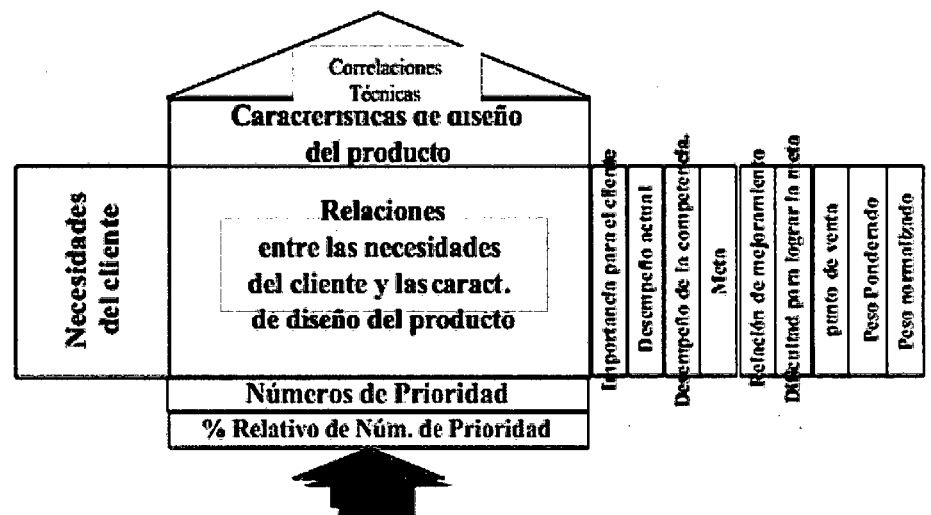 Correlaciones
Técnicas
Características de diseño
del producto
Necesidades
del cliente
Relaciones
entre las necesidades
del cliente y las caract.
de diseño del producto
Importancia para el cliente
Desempeño actual
Desempeño de la competencia.
Meta
Relación de mejoramiento
Dificultad para lograr la meta
punto de venta
Peso Ponderado
Peso normalizado
Números de Prioridad
% Relativo de Núm. de Prioridad